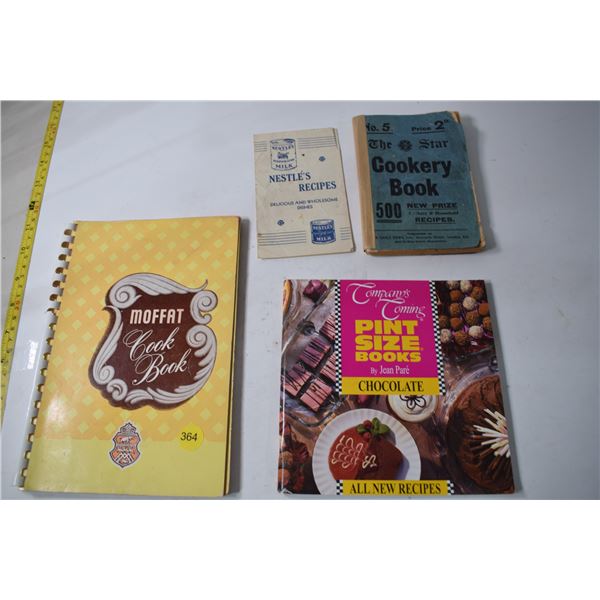 NESTLÉ'S
MILK
NESTLÉ'S
RECIPES
DELICIOUS AND WHOLESOME
DISHES
NESTLÉ'S
MILK
No. 5. Price 2D
The Star
Cookery
Book
500 NEW PRIZE
Household
RECIPES.
MOFFAT
Cook
Book
364
Company's
Coming
PINT
SIZE
BOOKS
By Jean Paré
CHOCOLATE
ALL NEW RECIPES